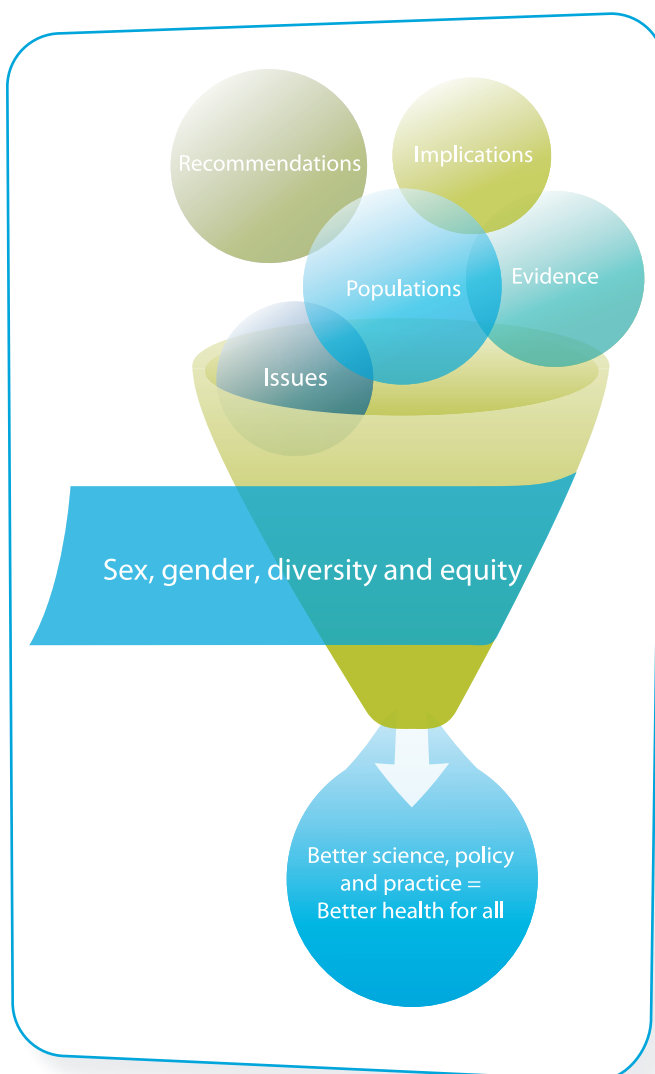 Recommendations
Implications
Populations
Evidence
Issues
Sex, gender, diversity and equity
Better science, policy
and practice =
Better health for all